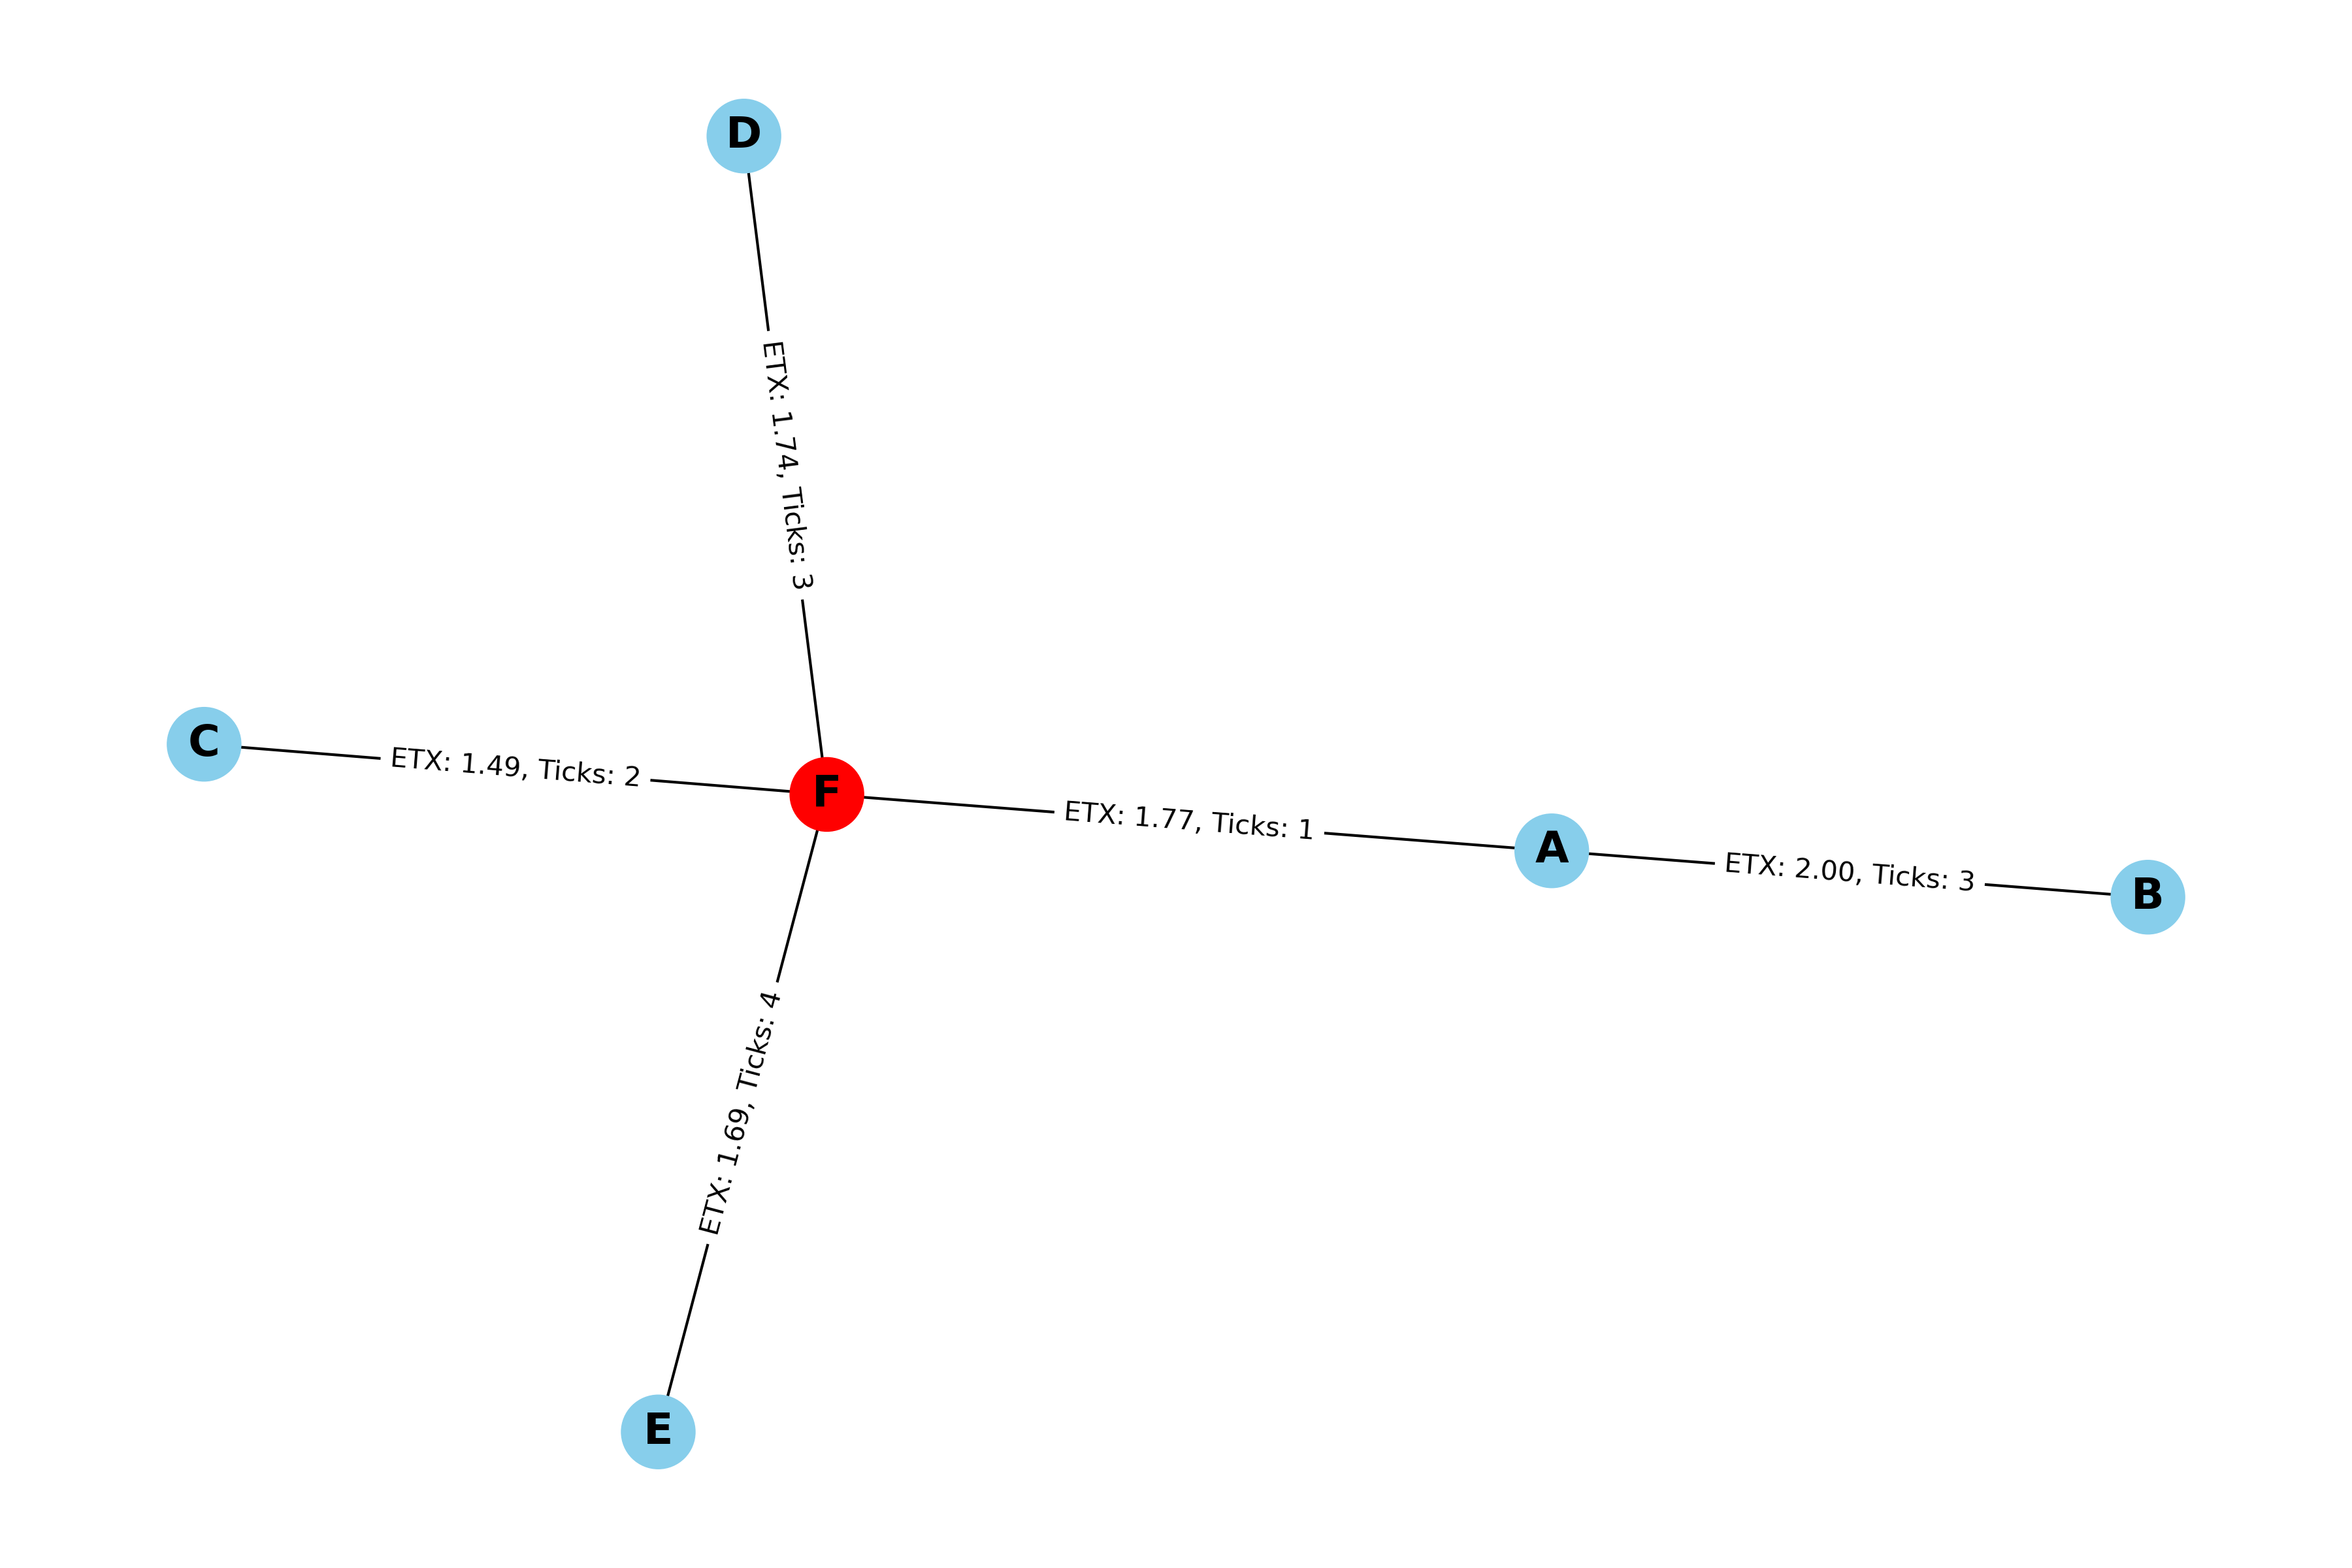 D
ETX: 1.74, Ticks: 3
C
ETX: 1.49, Ticks: 2
F
ETX: 1.77, Ticks: 1
A
ETX: 2.00, Ticks: 3
B
ETX: 1.69, Ticks: 4
E